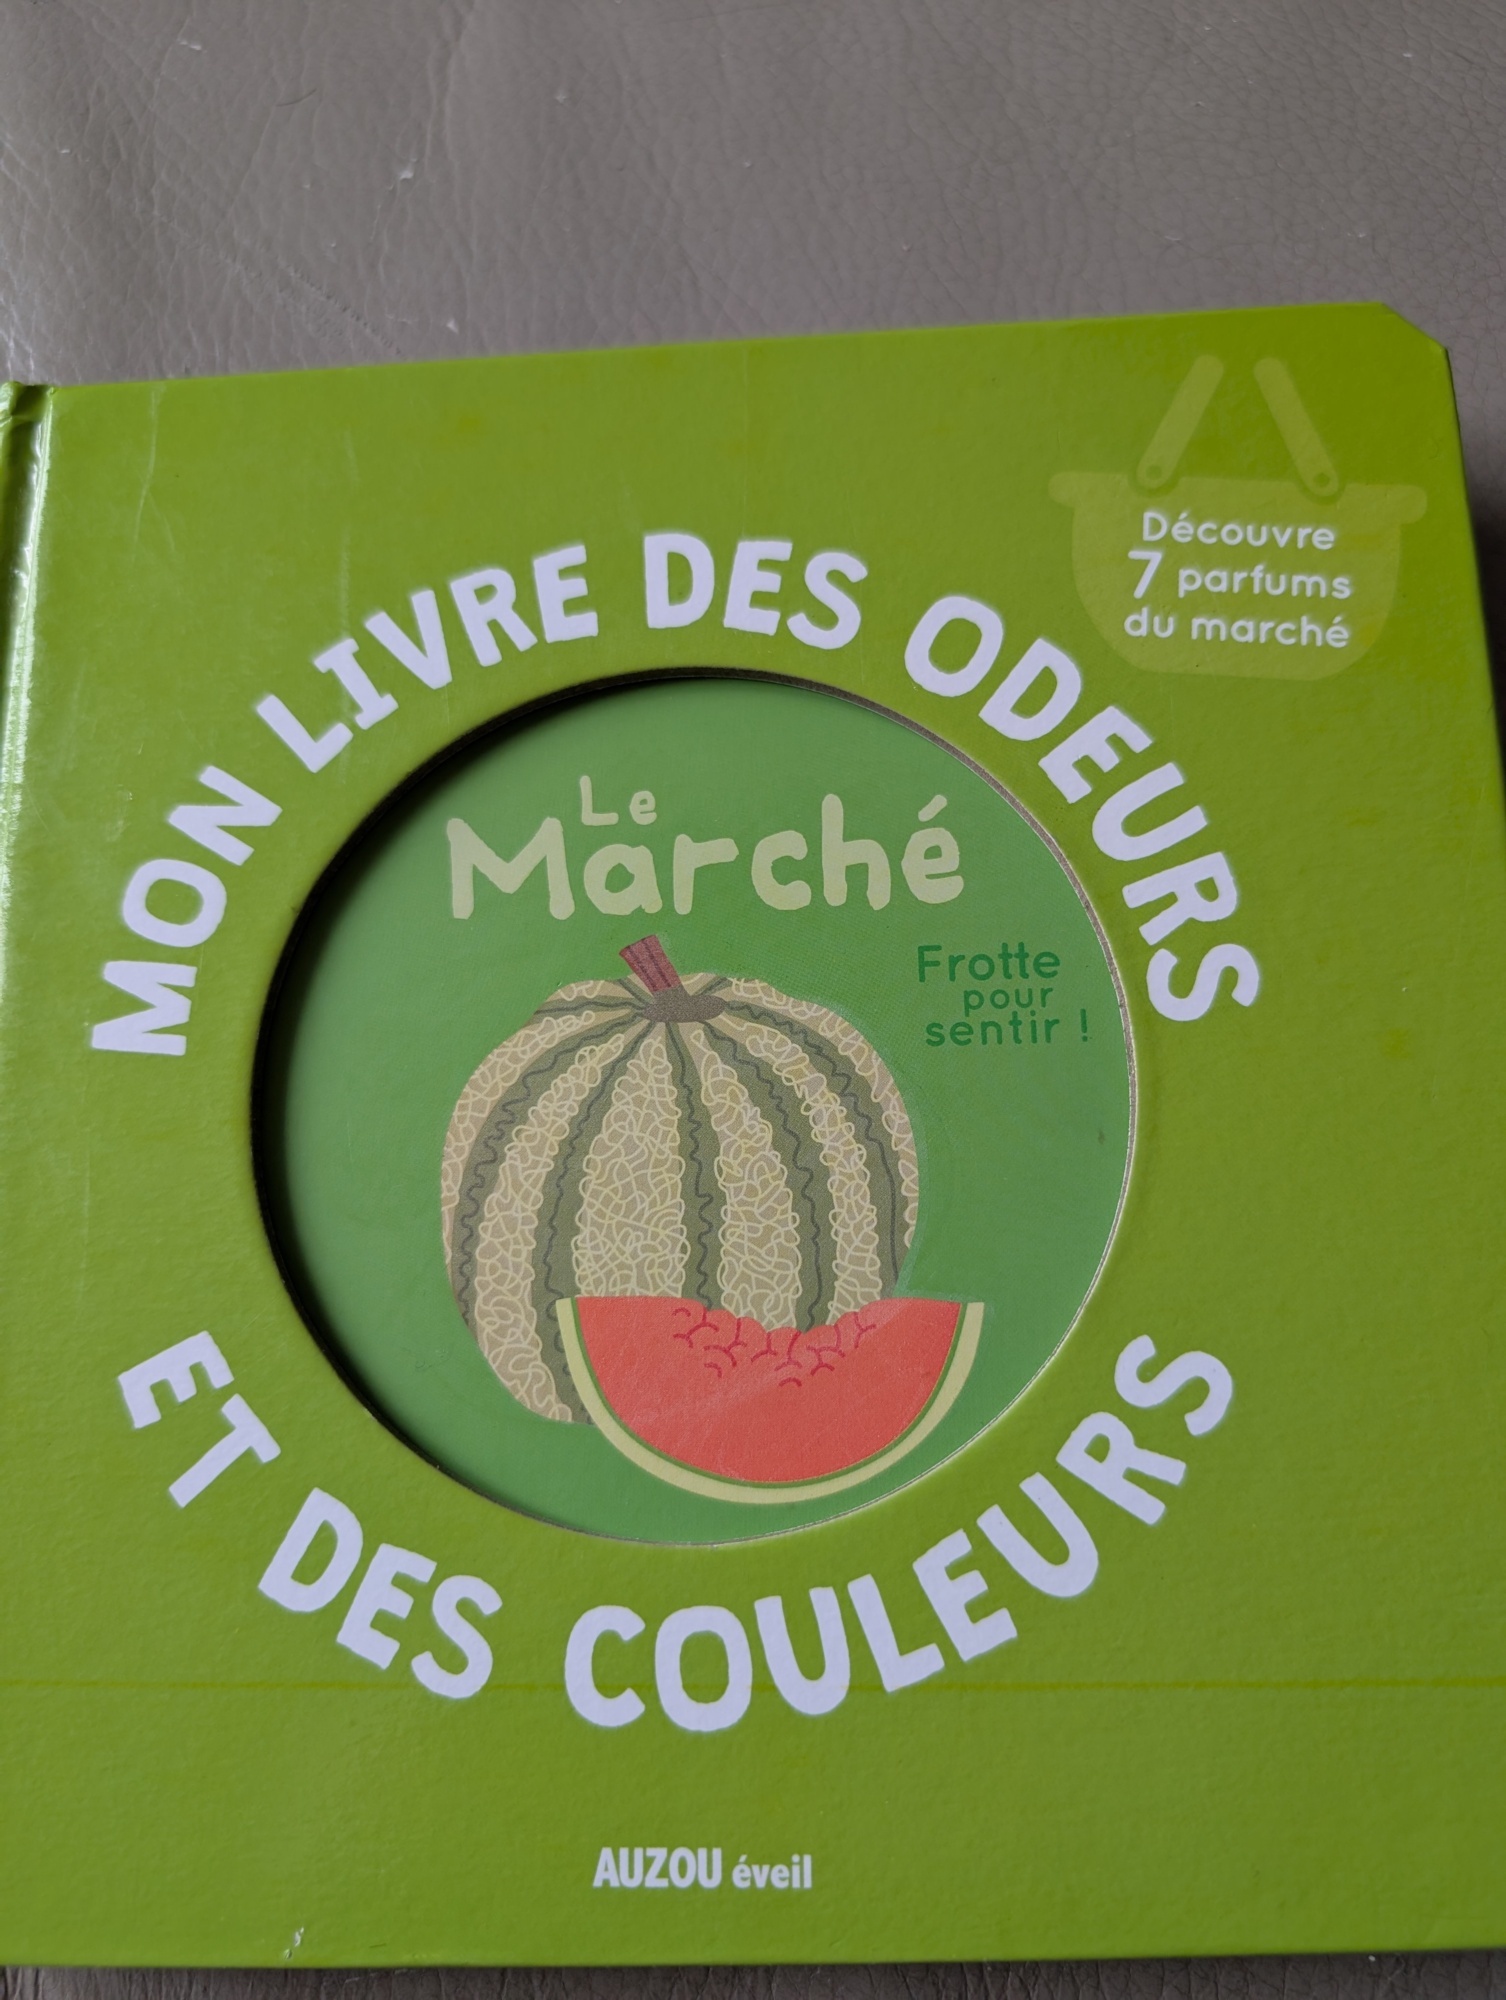 Découvre
7 parfums
du marché
MON LIVRE DES ODEURS
Le
Marché
Frotte
pour
sentir !
ET DES COULEURS
AUZOU éveil